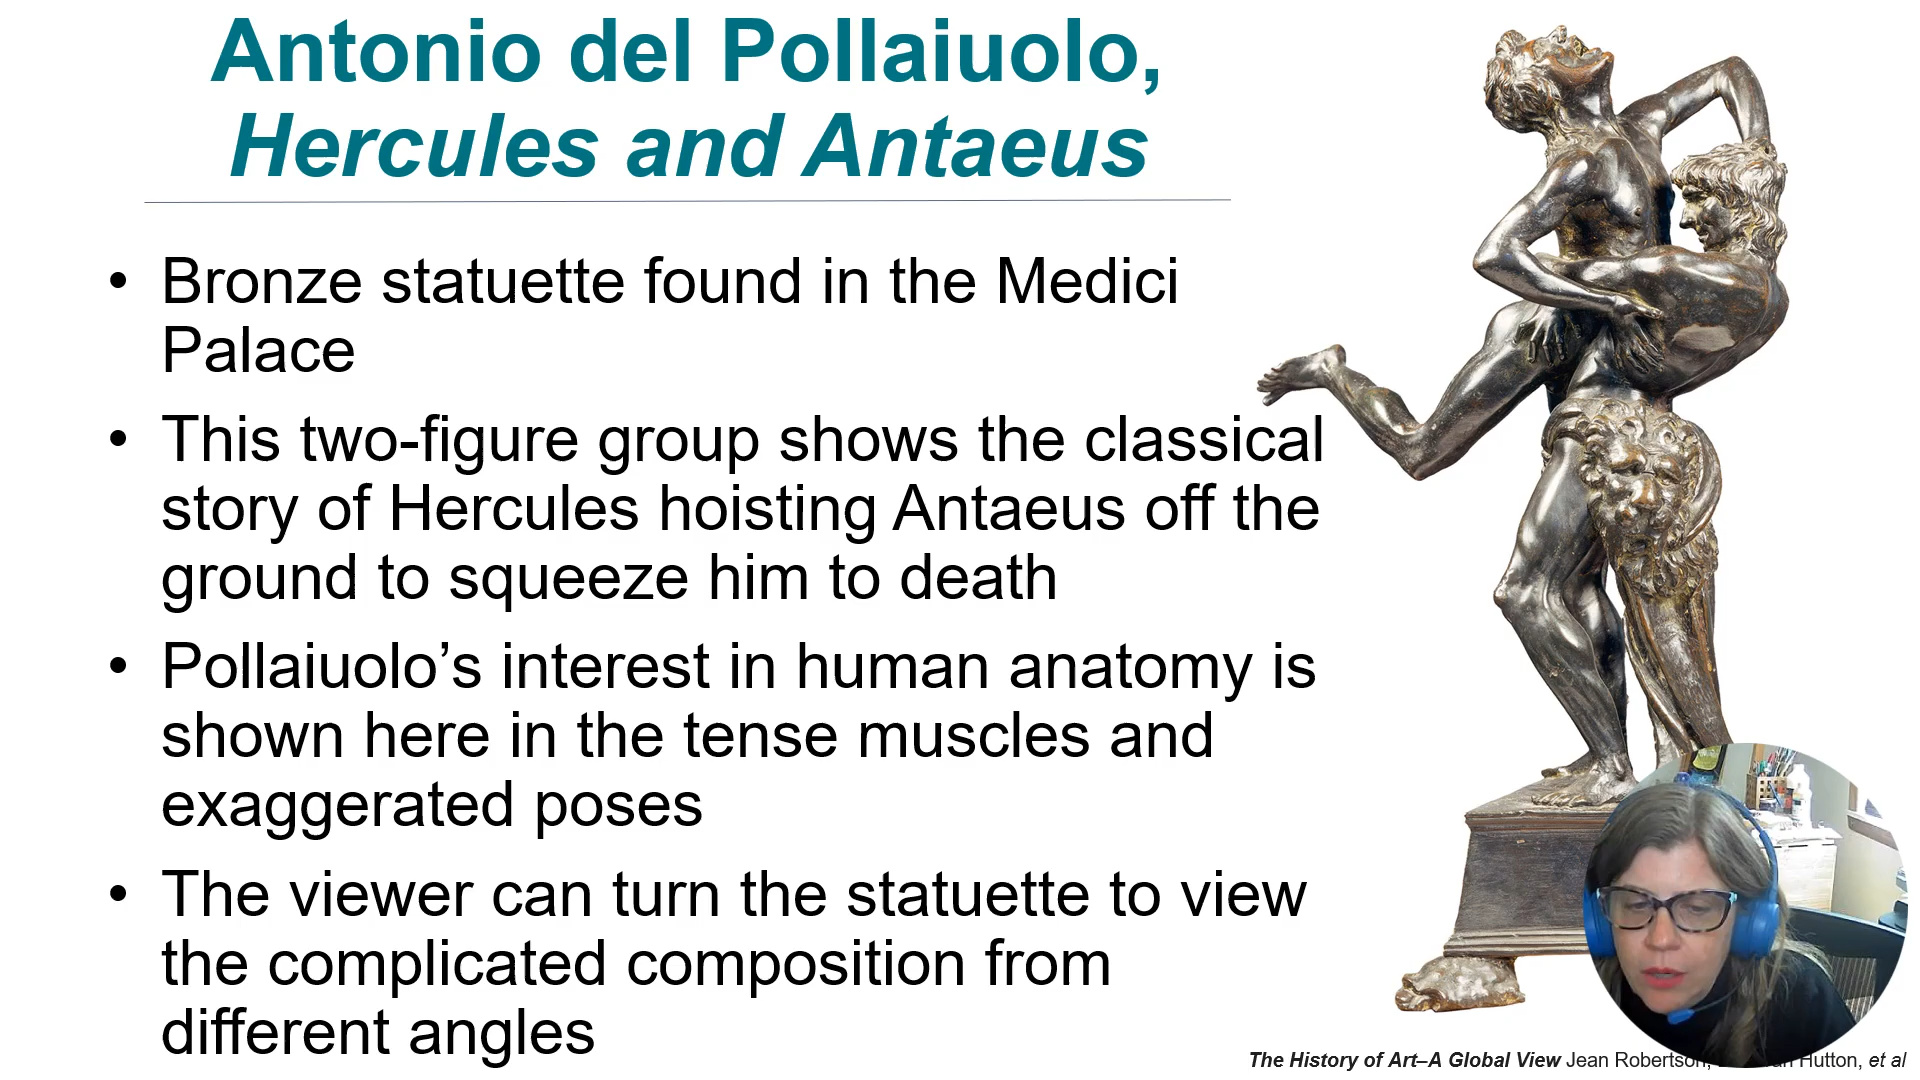 Antonio del Pollaiuolo,
Hercules and Antaeus
• Bronze statuette found in the Medici
Palace
• This two-figure group shows the classical
story of Hercules hoisting Antaeus off the
ground to squeeze him to death
• Pollaiuolo’s interest in human anatomy is
shown here in the tense muscles and
exaggerated poses
• The viewer can turn the statuette to view
the complicated composition from
different angles
The History of Art–A Global View Jean Robertson, Hutton, et al